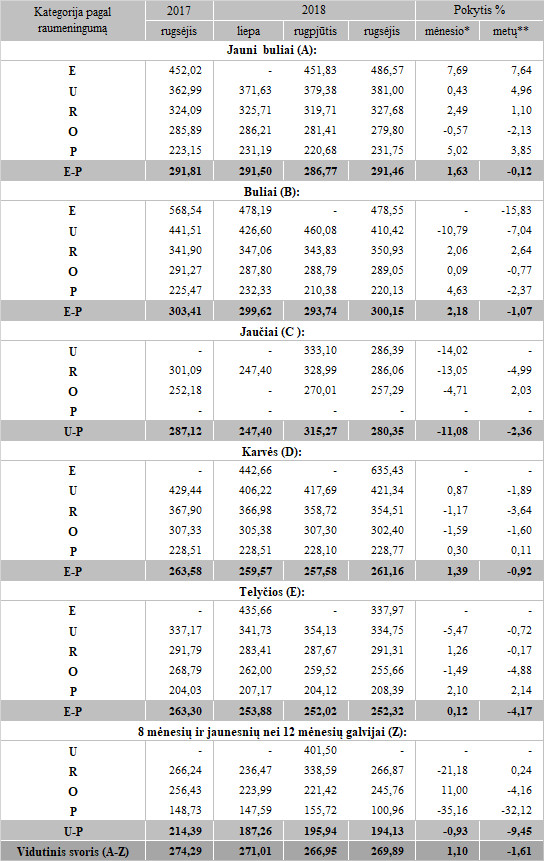 Kategorija pagal raumeningumą 2017 2018 Pokytis %
rugsėjis liepa rugpjūtis rugsėjis mėnesio* metų**
Jauni buliai (A):
E 452,02 - 451,83 486,57 7,69 7,64
U 362,99 371,63 379,38 381,00 0,43 4,96
R 324,09 325,71 319,71 327,68 2,49 1,10
O 285,89 286,21 281,41 279,80 -0,57 -2,13
P 223,15 231,19 220,68 231,75 5,02 3,85
E-P 291,81 291,50 286,77 291,46 1,63 -0,12
Buliai (B):
E 568,54 478,19 - 478,55 - -15,83
U 441,51 426,60 460,08 410,42 -10,79 -7,04
R 341,90 347,06 343,83 350,93 2,06 2,64
O 291,27 287,80 288,79 289,05 0,09 -0,77
P 225,47 232,33 210,38 220,13 4,63 -2,37
E-P 303,41 299,62 293,74 300,15 2,18 -1,07
Jaučiai (C ):
U - - 333,10 286,39 -14,02 -
R 301,09 247,40 328,99 286,06 -13,05 -4,99
O 252,18 - 270,01 257,29 -4,71 2,03
P - - - - - -
U-P 287,12 247,40 315,27 280,35 -11,08 -2,36
Karvės (D):
E - 442,66 - 635,43 - -
U 429,44 406,22 417,69 421,34 0,87 -1,89
R 367,90 366,98 358,72 354,51 -1,17 -3,64
O 307,33 305,38 307,30 302,40 -1,59 -1,60
P 228,51 228,51 228,10 228,77 0,30 0,11
E-P 263,58 259,57 257,58 261,16 1,39 -0,92
Telyčios (E):
E - 435,66 - 337,97 - -
U 337,17 341,73 354,13 334,75 -5,47 -0,72
R 291,79 283,41 287,67 291,31 1,26 -0,17
O 268,79 262,00 259,52 255,66 -1,49 -4,88
P 204,03 207,17 204,12 208,39 2,10 2,14
E-P 263,30 253,88 252,02 252,32 0,12 -4,17
8 mėnesių ir jaunesnių nei 12 mėnesių galvijai (Z):
U - - 401,50 - - -
R 266,24 236,47 338,59 266,87 -21,18 0,24
O 256,43 223,99 221,42 245,76 11,00 -4,16
P 148,73 147,59 155,72 100,96 -35,16 -32,12
U-P 214,39 187,26 195,94 194,13 -0,93 -9,45
Vidutinis svoris (A-Z) 274,29 271,01 266,95 269,89 1,10 -1,61